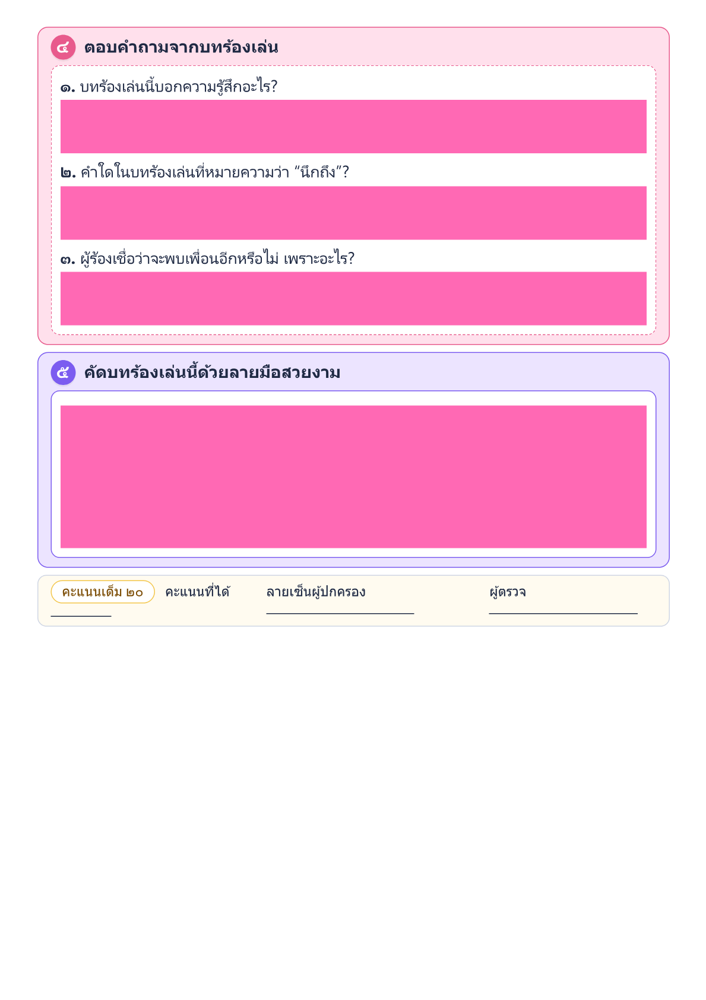 ๔ ตอบคำถามจากบทร้องเล่น
๑. บทร้องเล่นนี้บอกความรู้สึกอะไร?
๒. คำใดในบทร้องเล่นที่หมายความว่า “นึกถึง”?
๓. ผู้ร้องเชื่อว่าจะพบเพื่อนอีกหรือไม่ เพราะอะไร?
๕ คัดบทร้องเล่นนี้ด้วยลายมือสวยงาม
คะแนนเต็ม ๒๐ คะแนนที่ได้ ลายเซ็นผู้ปกครอง ผู้ตรวจ